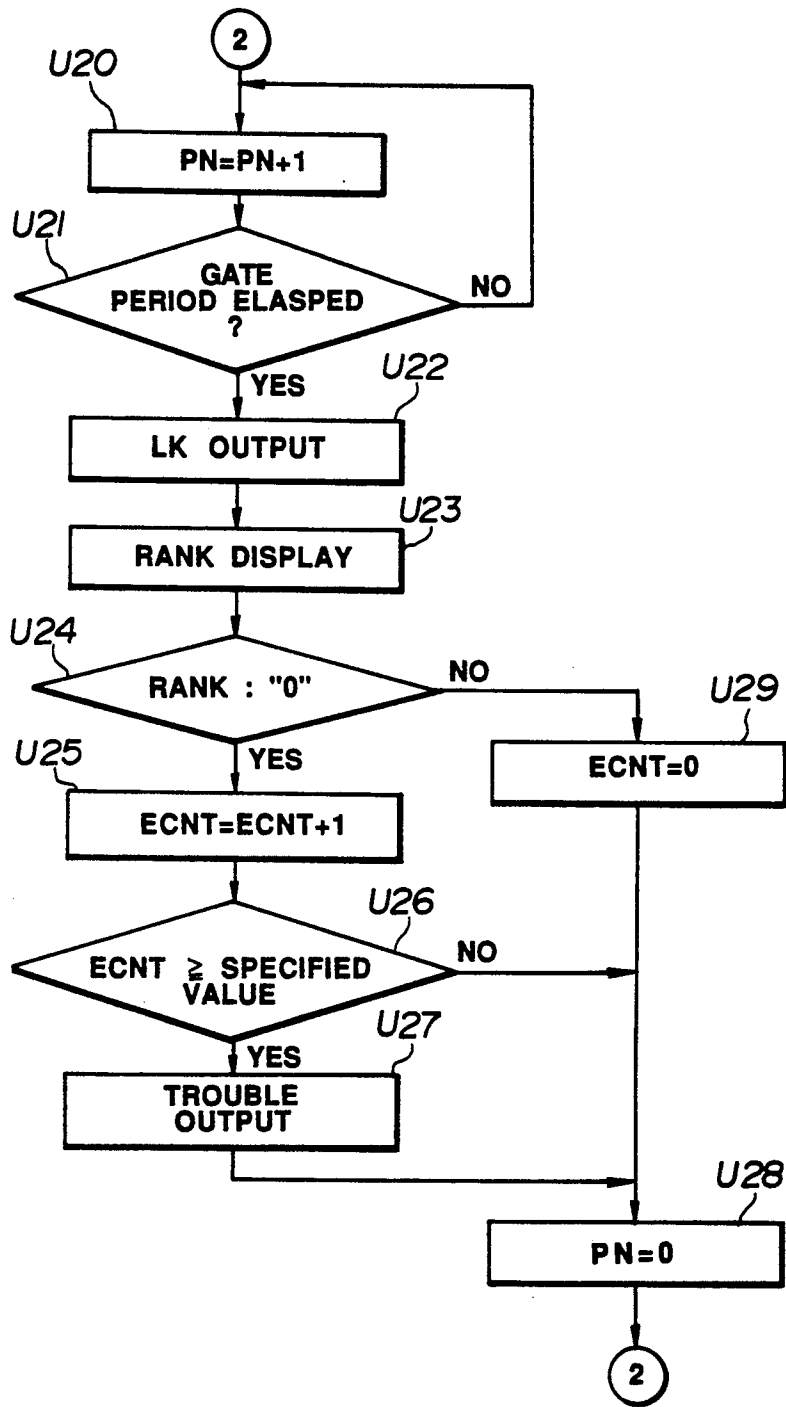 2
U20
PN=PN+1
U21
GATE
PERIOD ELASPED
?
NO
YES
U22
LK OUTPUT
U23
RANK DISPLAY
U24
RANK : "0"
NO
U29
YES
ECNT=0
U25
ECNT=ECNT+1
U26
ECNT ≧ SPECIFIED
VALUE
NO
U27
YES
TROUBLE
OUTPUT
U28
PN=0
2